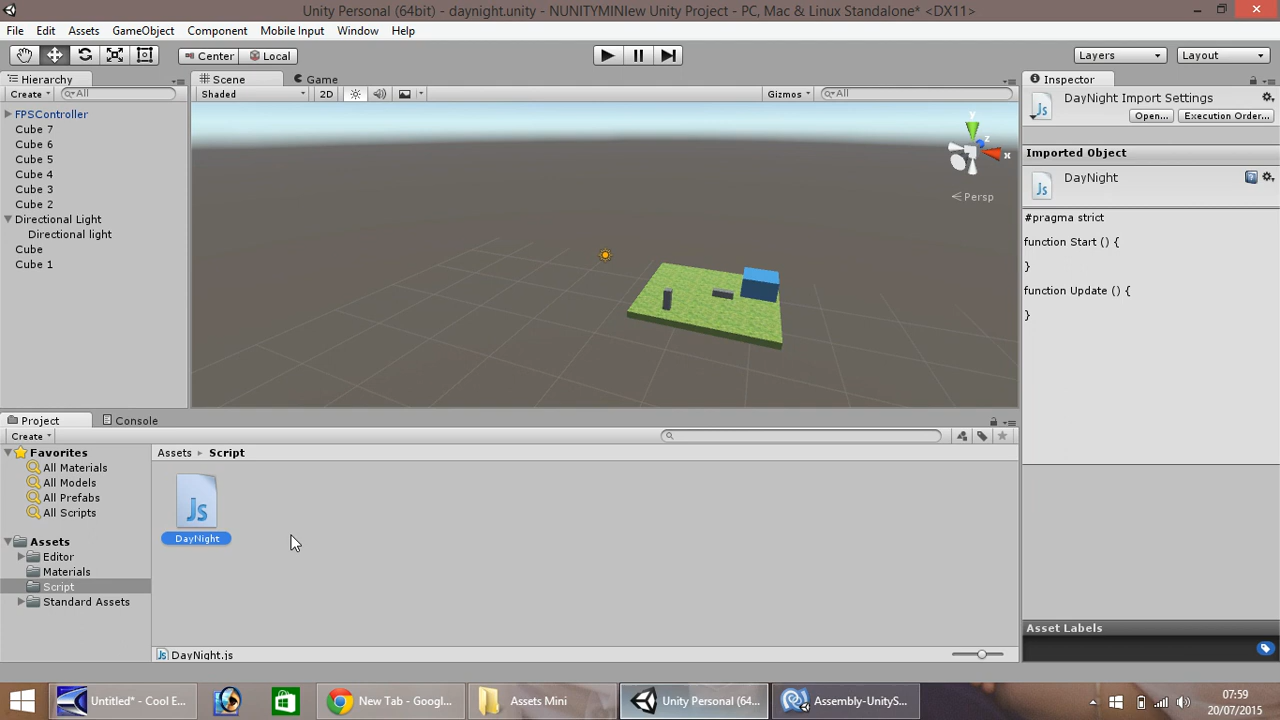 Unity Personal (64bit) - daynight.unity - NUNITYMINIew Unity Project - PC, Mac & Linux Standalone* <DX11>
File Edit Assets GameObject Component Mobile Input Window Help
Center Local Layers Layout
Hierarchy
Create All
FPSController
Cube 7
Cube 6
Cube 5
Cube 4
Cube 3
Cube 2
Directional Light
Directional light
Cube
Cube 1
Scene Game
Shaded 2D Gizmos All
y
z
x
Persp
Inspector
DayNight Import Settings
Open... Execution Order...
Imported Object
DayNight
Js
#pragma strict
function Start () {
}
function Update () {
}
Project Console
Create
Favorites
All Materials
All Models
All Prefabs
All Scripts
Assets
Editor
Materials
Script
Standard Assets
Assets Script
Js
DayNight
DayNight.js
Asset Labels
Untitled* - Cool E...
New Tab - Googl...
Assets Mini
Unity Personal (64...
Assembly-UnityS...
07:59
20/07/2015